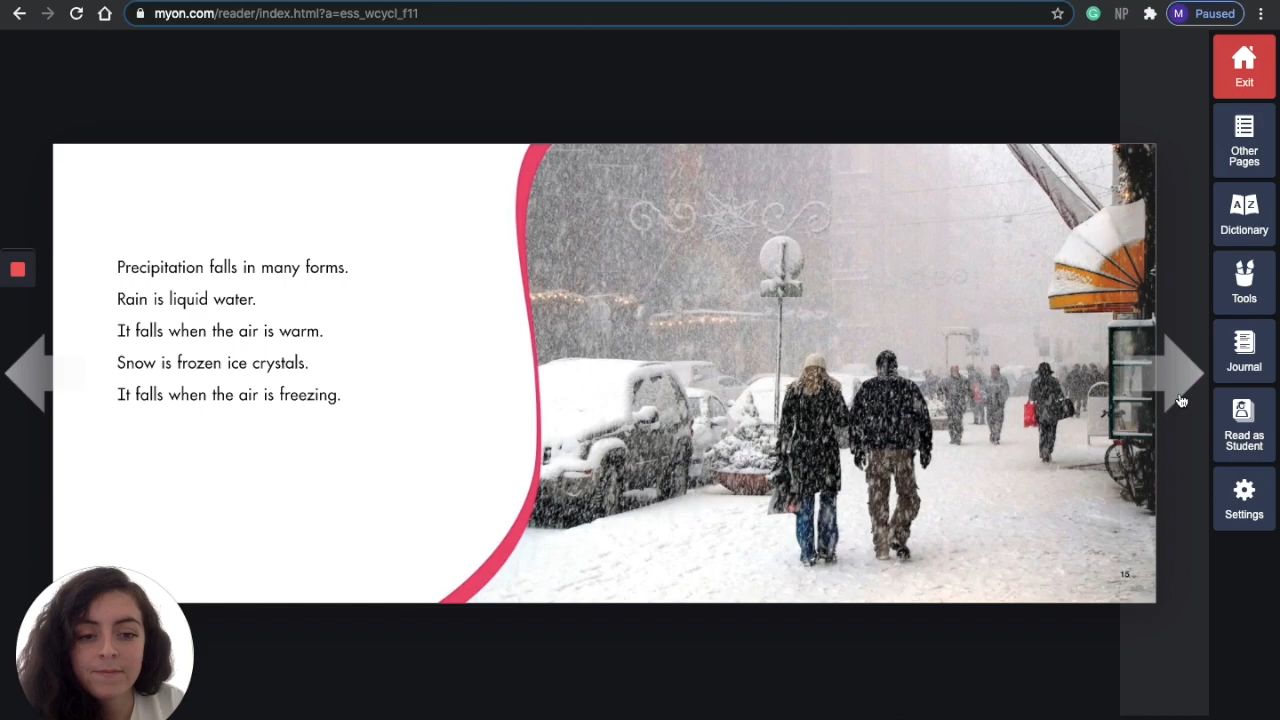 myon.com/reader/index.html?a=ess_wcycl_f11
NP
M Paused
Exit
Other
Pages
A Z
Dictionary
Tools
Journal
Read as
Student
Settings
Precipitation falls in many forms.
Rain is liquid water.
It falls when the air is warm.
Snow is frozen ice crystals.
It falls when the air is freezing.
15